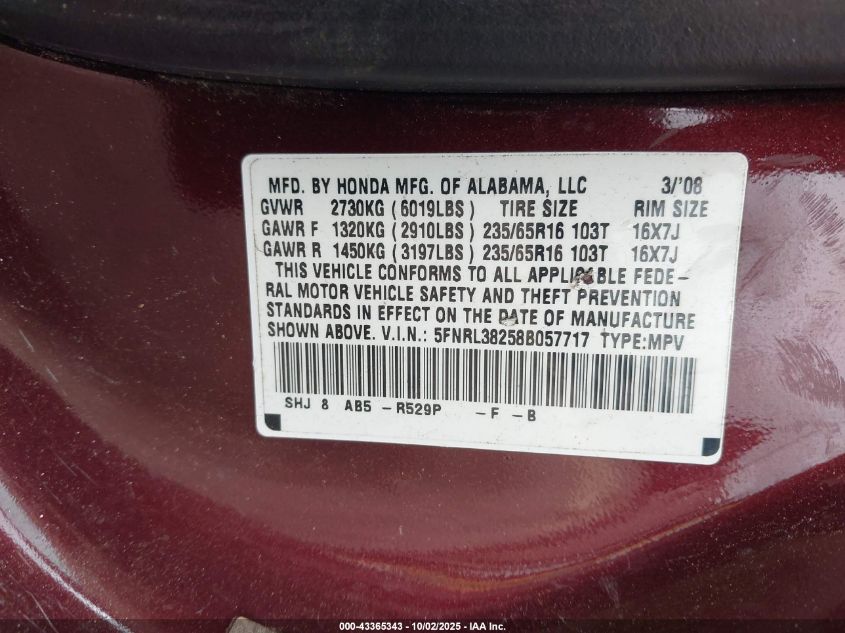 MFD. BY HONDA MFG. OF ALABAMA, LLC 3/'08
GVWR 2730KG (6019LBS) TIRE SIZE RIM SIZE
GAWR F 1320KG (2910LBS) 235/65R16 103T 16X7J
GAWR R 1450KG (3197LBS) 235/65R16 103T 16X7J
THIS VEHICLE CONFORMS TO ALL APPLICABLE FEDE-
RAL MOTOR VEHICLE SAFETY AND THEFT PREVENTION
STANDARDS IN EFFECT ON THE DATE OF MANUFACTURE
SHOWN ABOVE. V.I.N.: 5FNRL38258B057717 TYPE:MPV
SHJ 8 AB5 -R529P -F -B
000-43365343 - 10/02/2025 - IAA Inc.